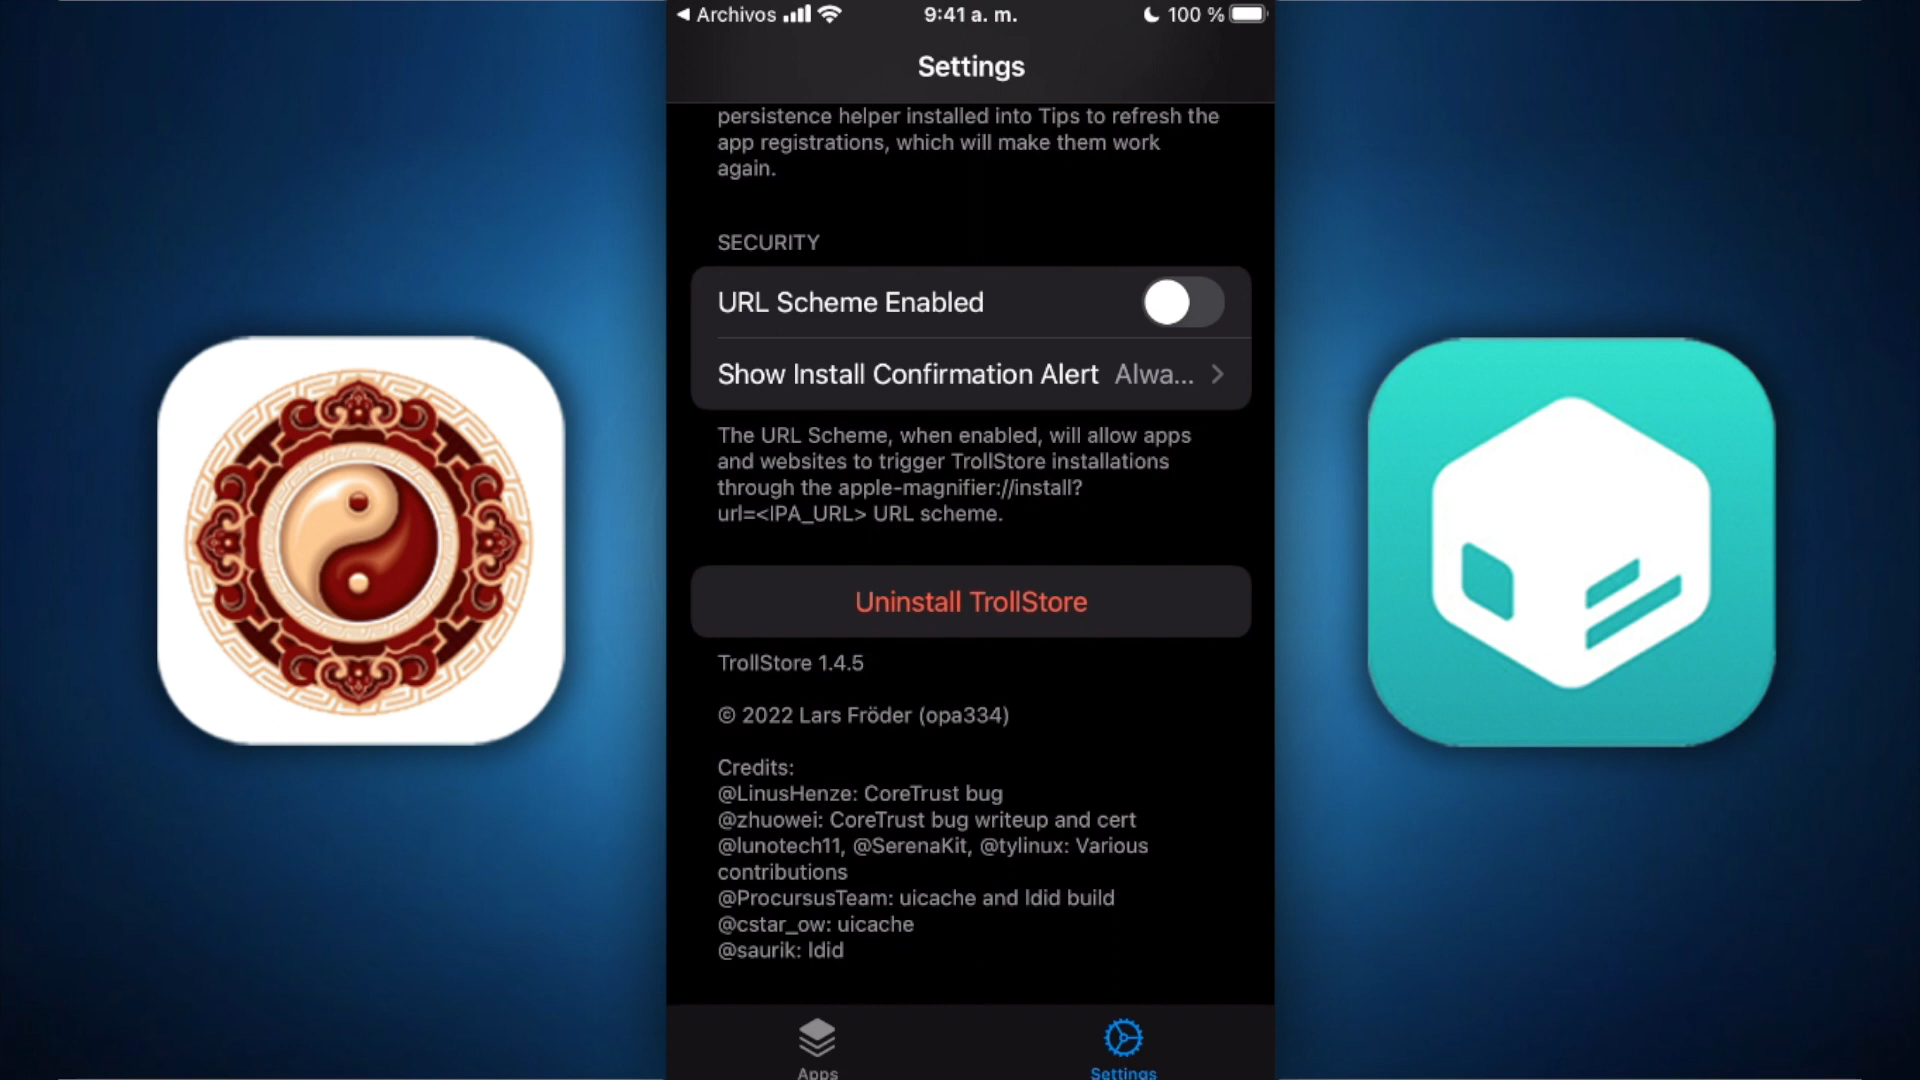 ◀ Archivos
9:41 a. m.
100 %
Settings
persistence helper installed into Tips to refresh the
app registrations, which will make them work
again.
SECURITY
URL Scheme Enabled
Show Install Confirmation Alert Alwa...
The URL Scheme, when enabled, will allow apps
and websites to trigger TrollStore installations
through the apple-magnifier://install?
url=<IPA_URL> URL scheme.
Uninstall TrollStore
TrollStore 1.4.5
© 2022 Lars Fröder (opa334)
Credits:
@LinusHenze: CoreTrust bug
@zhuowei: CoreTrust bug writeup and cert
@lunotech11, @SerenaKit, @tylinux: Various
contributions
@ProcursusTeam: uicache and ldid build
@cstar_ow: uicache
@saurik: ldid
Apps
Settings